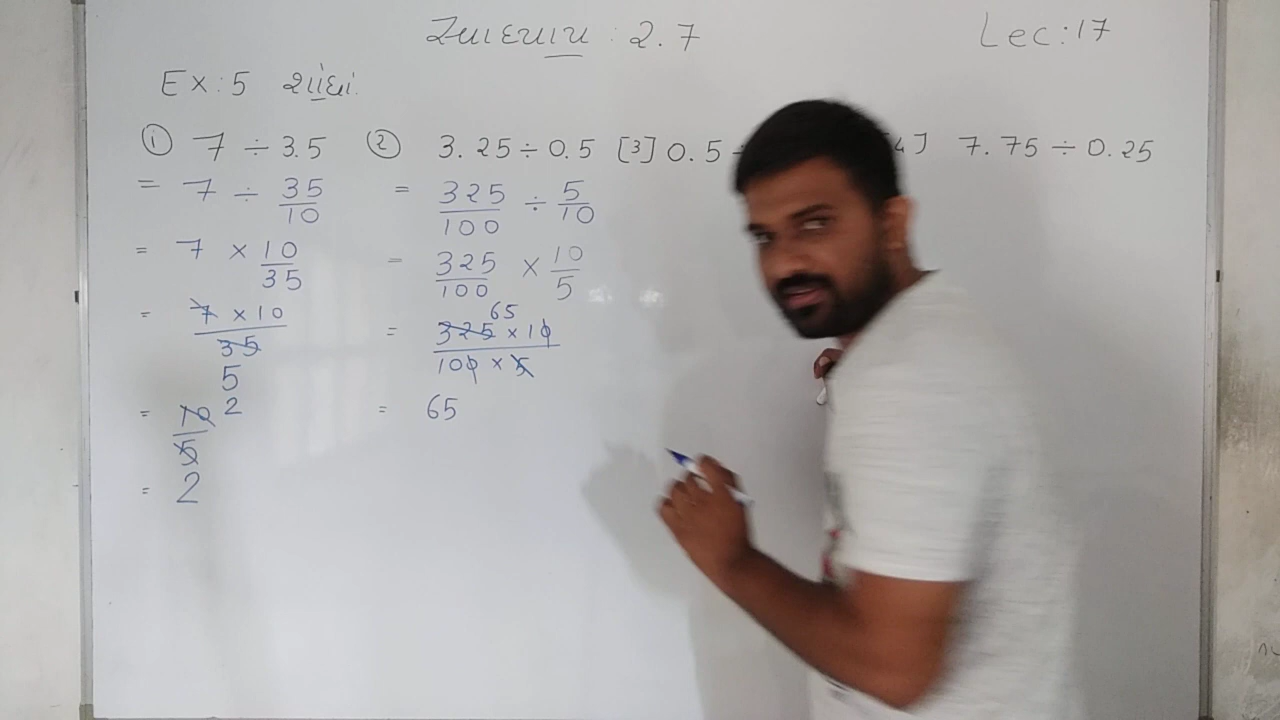 સ્વાધ્યાય : 2.7
Lec:17
Ex:5 શોધો.
① 7 ÷ 3.5 ② 3.25 ÷ 0.5 [3] 0.5 ÷ 4] 7.75 ÷ 0.25
= 7 ÷ 35/10 = 325/100 ÷ 5/10
= 7 × 10/35 = 325/100 × 10/5
= 7 × 10/35 5 = 325 × 10/100 × 5 65
= 10/5 2 = 65
= 2